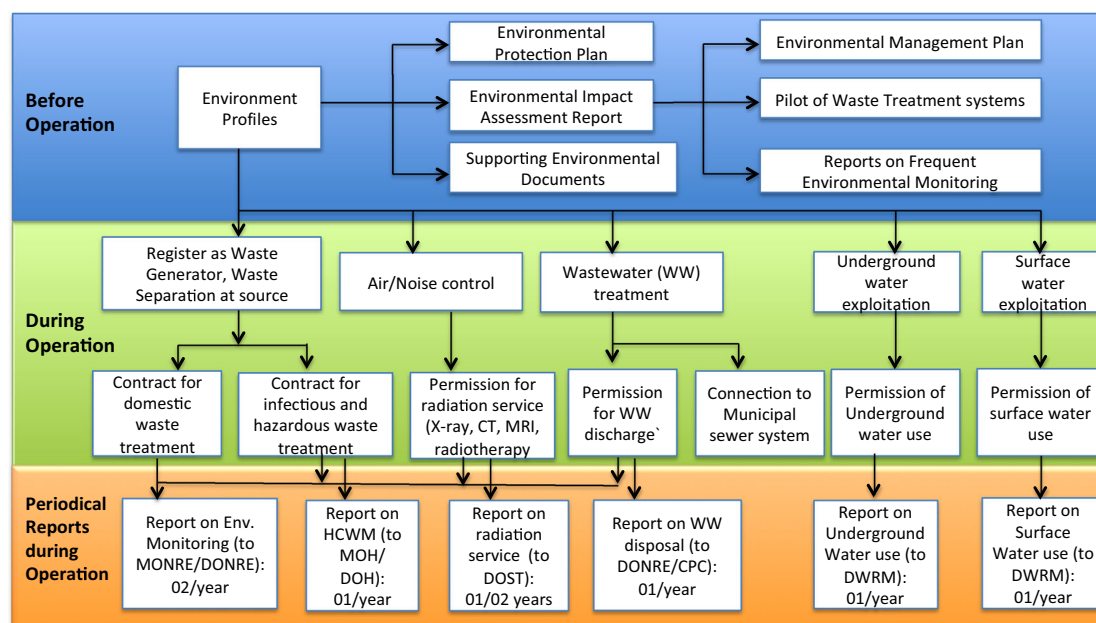 Before
Operation
Environment
Profiles
Environmental
Protection Plan
Environmental Impact
Assessment Report
Supporting Environmental
Documents
Environmental Management Plan
Pilot of Waste Treatment systems
Reports on Frequent
Environmental Monitoring
During
Operation
Register as Waste
Generator, Waste
Separation at source
Air/Noise control
Wastewater (WW)
treatment
Underground
water
exploitation
Surface
water
exploitation
Contract for
domestic
waste
treatment
Contract for
infectious and
hazardous waste
treatment
Permission for
radiation service
(X-ray, CT, MRI,
radiotherapy
Permission
for WW
discharge`
Connection to
Municipal
sewer system
Permission of
Underground
water use
Permission of
surface water
use
Periodical
Reports
during
Operation
Report on Env.
Monitoring (to
MONRE/DONRE):
02/year
Report on
HCWM (to
MOH/
DOH):
01/year
Report on
radiation
service (to
DOST):
01/02 years
Report on WW
disposal (to
DONRE/CPC):
01/year
Report on
Underground
Water use (to
DWRM):
01/year
Report on
Surface
Water use (to
DWRM):
01/year